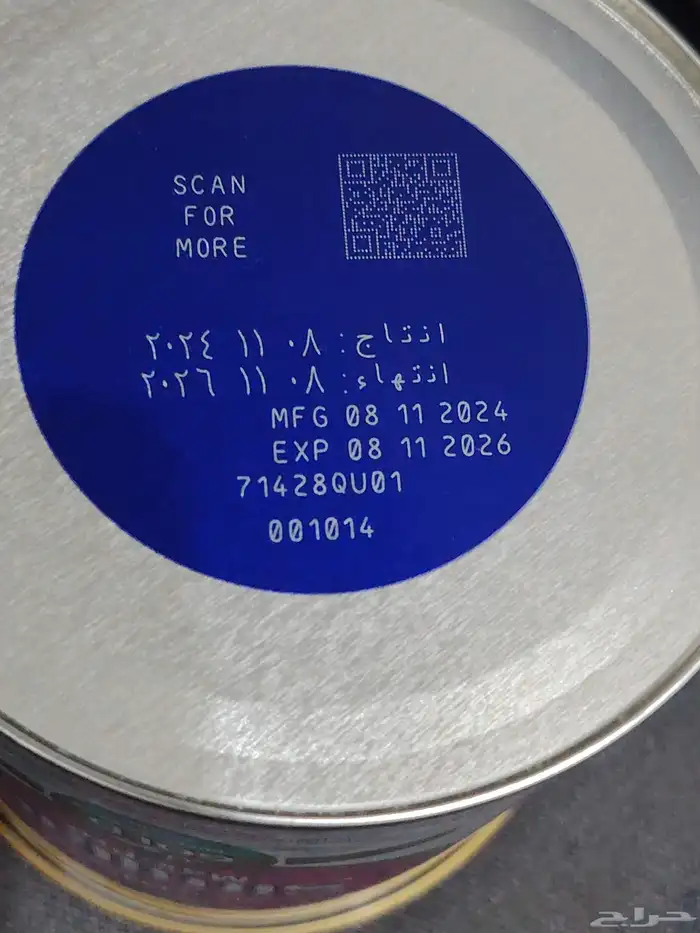 SCAN
FOR
MORE
انتاج: ٠٨ ١١ ٢٠٢٤
انتهاء: ٠٨ ١١ ٢٠٢٦
MFG 08 11 2024
EXP 08 11 2026
71428QU01
001014
حراج